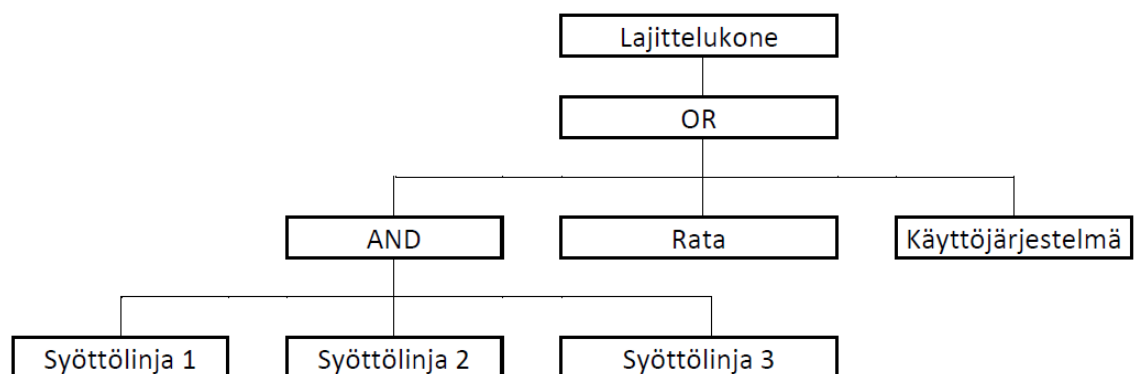 Lajittelukone
OR
AND
Rata
Käyttöjärjestelmä
Syöttölinja 1
Syöttölinja 2
Syöttölinja 3